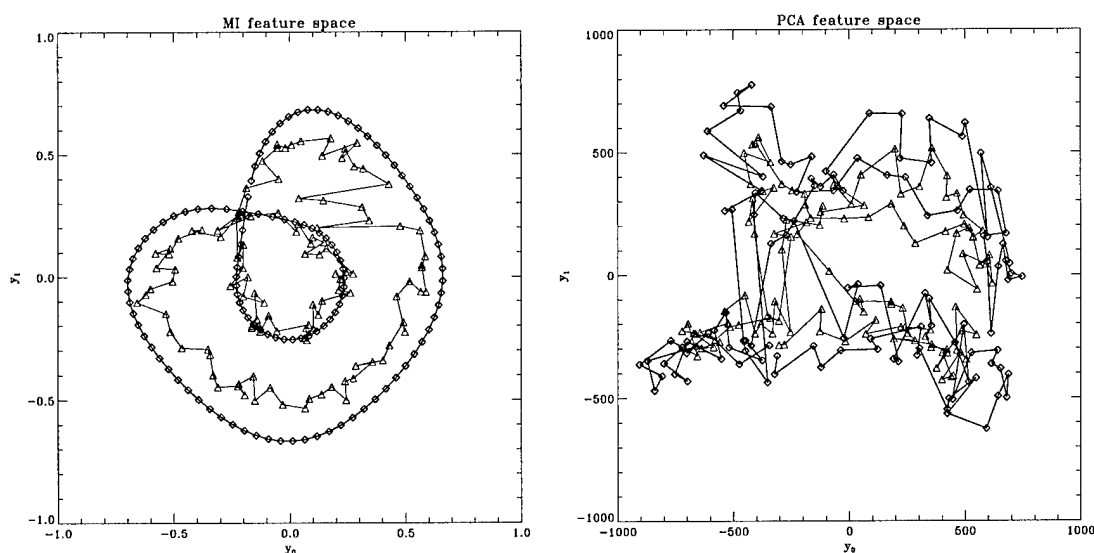 MI feature space
1.0
0.5
0.0
-0.5
-1.0
y₁
-1.0 -0.5 0.0 0.5 1.0
y₀
PCA feature space
1000
500
0
-500
-1000
y₁
-1000 -500 0 500 1000
y₀